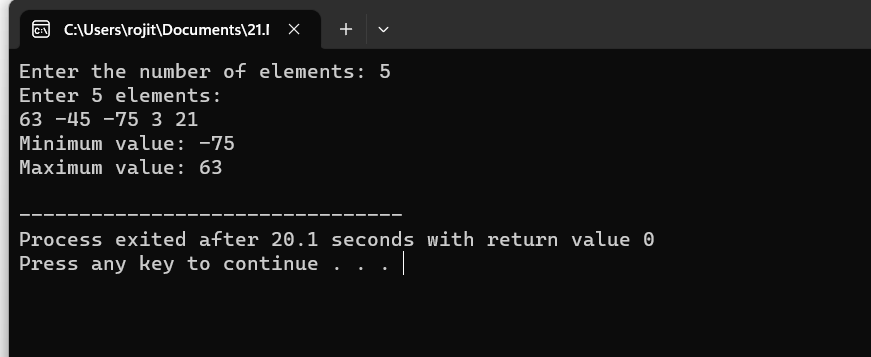 C:\Users\rojit\Documents\21.
Enter the number of elements: 5
Enter 5 elements:
63 -45 -75 3 21
Minimum value: -75
Maximum value: 63
--------------------------------
Process exited after 20.1 seconds with return value 0
Press any key to continue . . .